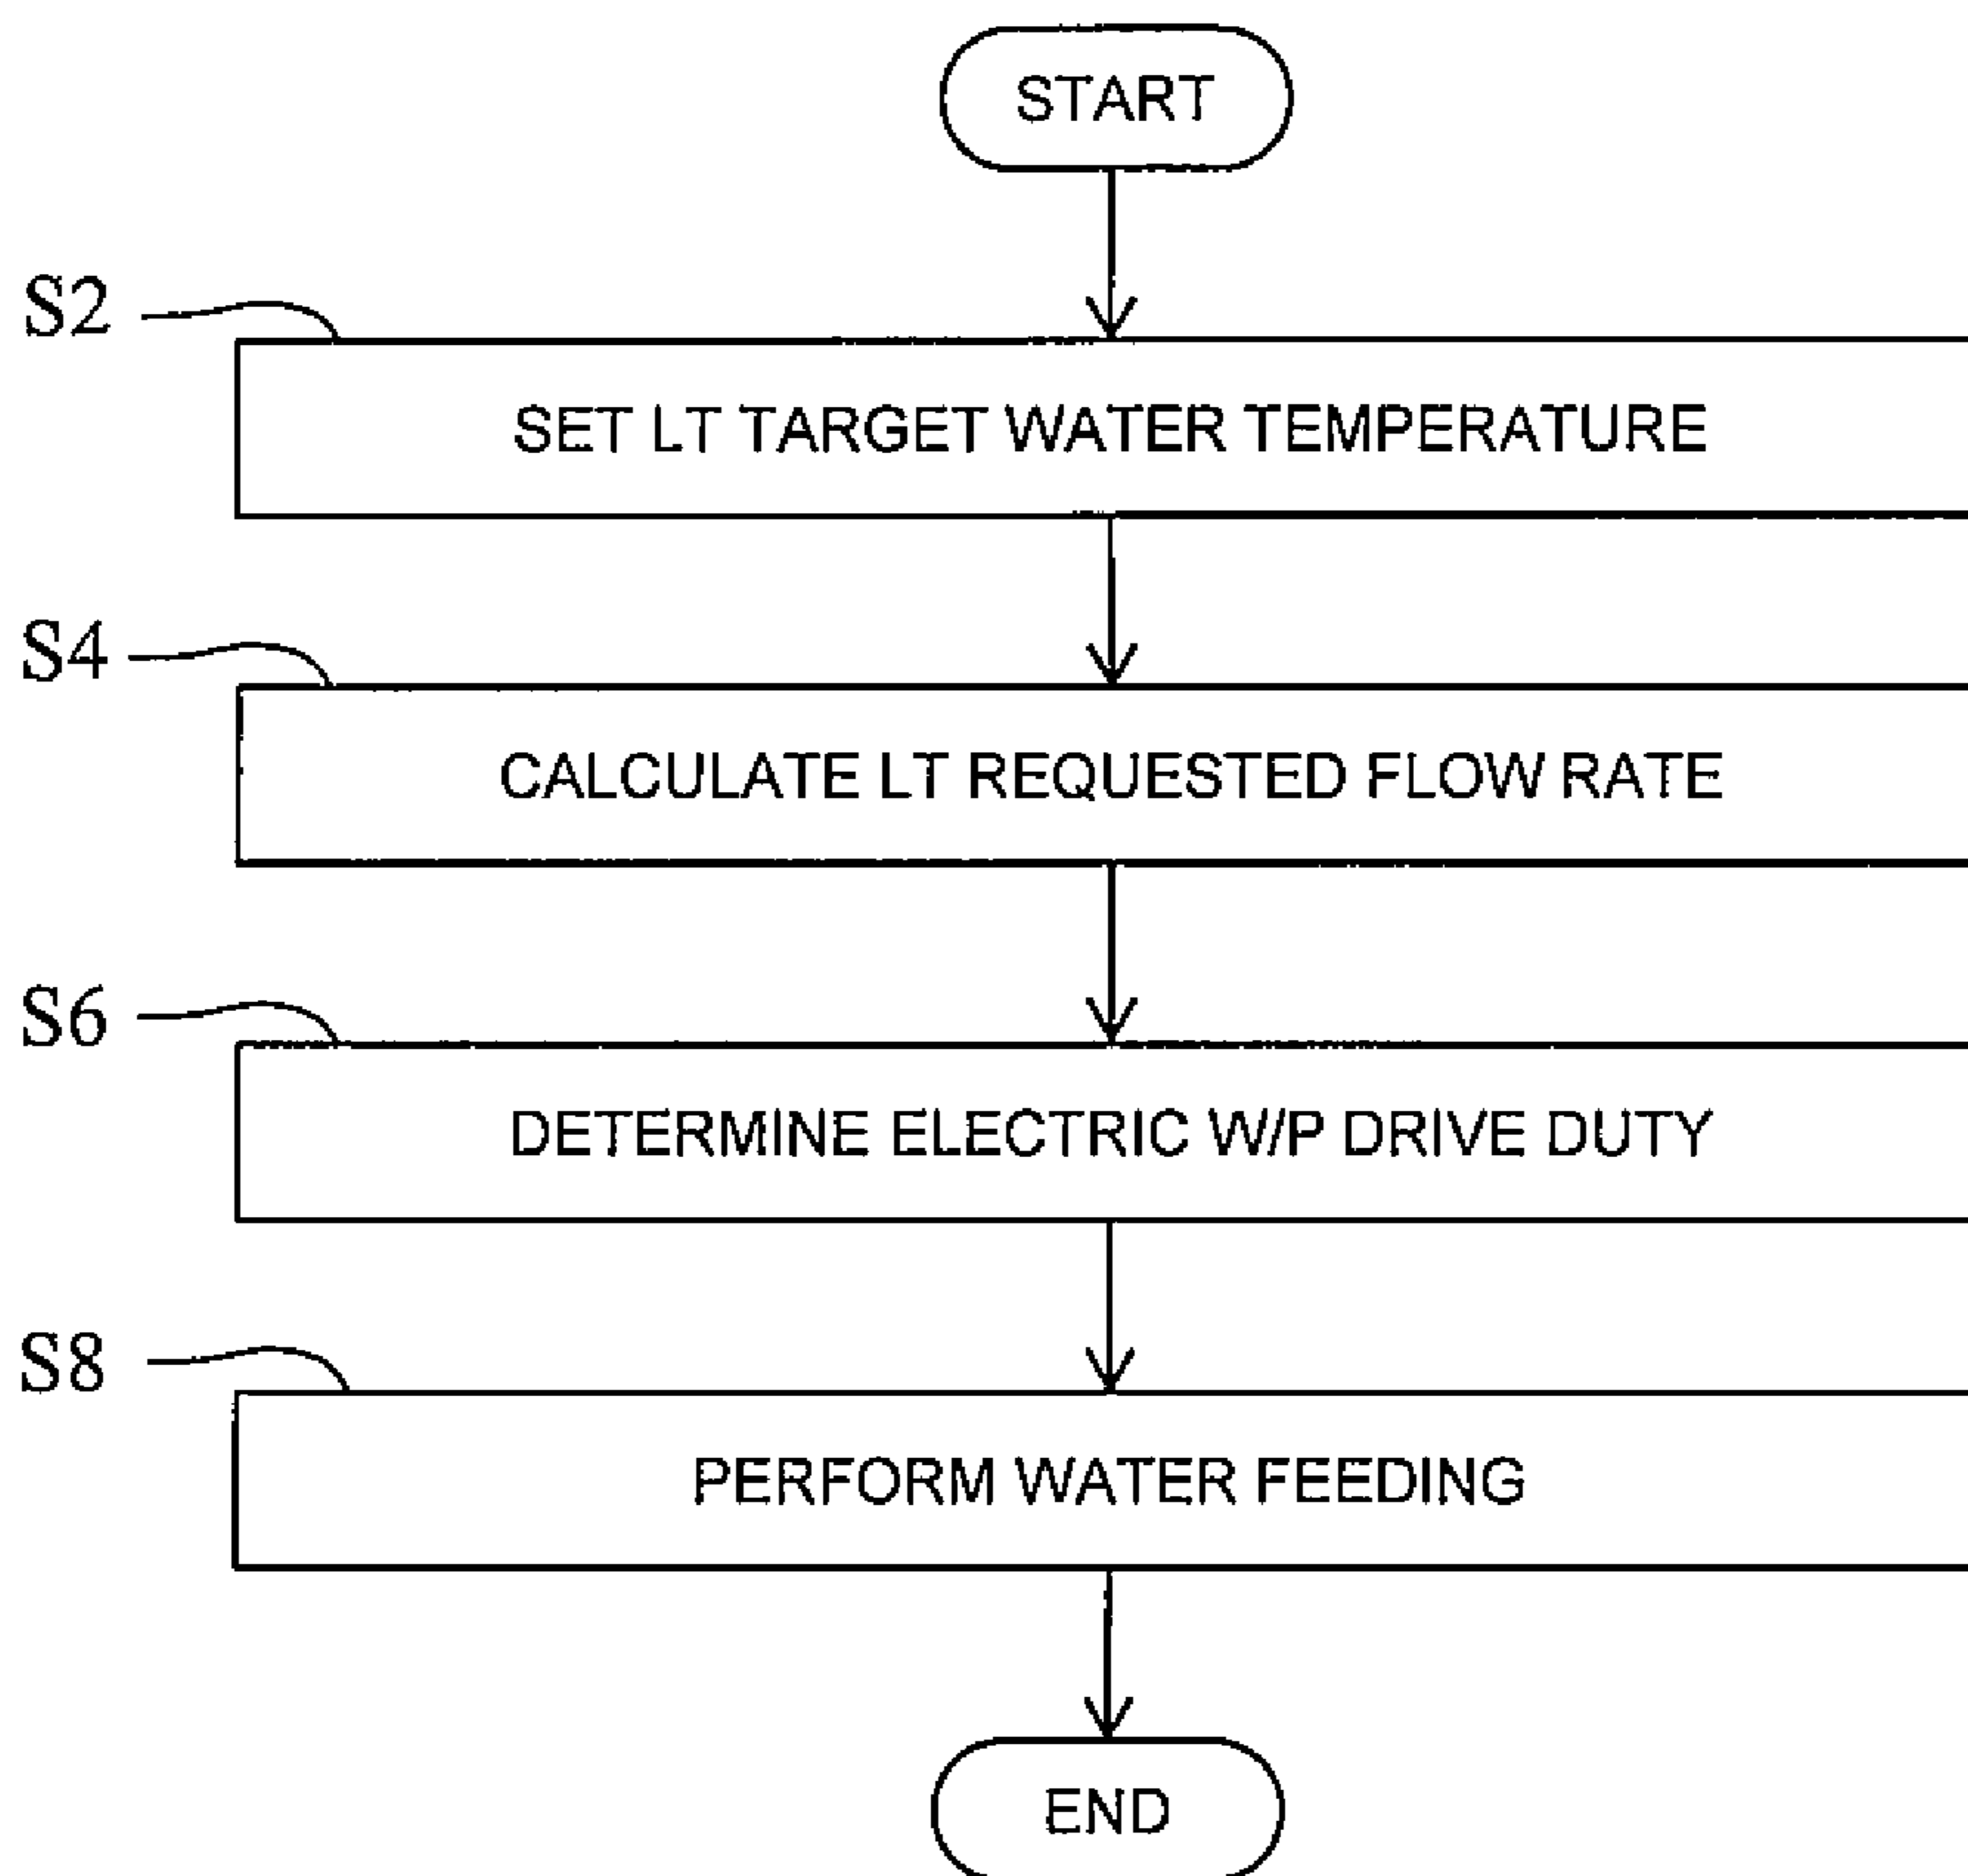 START
S2
SET LT TARGET WATER TEMPERATURE
S4
CALCULATE LT REQUESTED FLOW RATE
S6
DETERMINE ELECTRIC W/P DRIVE DUTY
S8
PERFORM WATER FEEDING
END